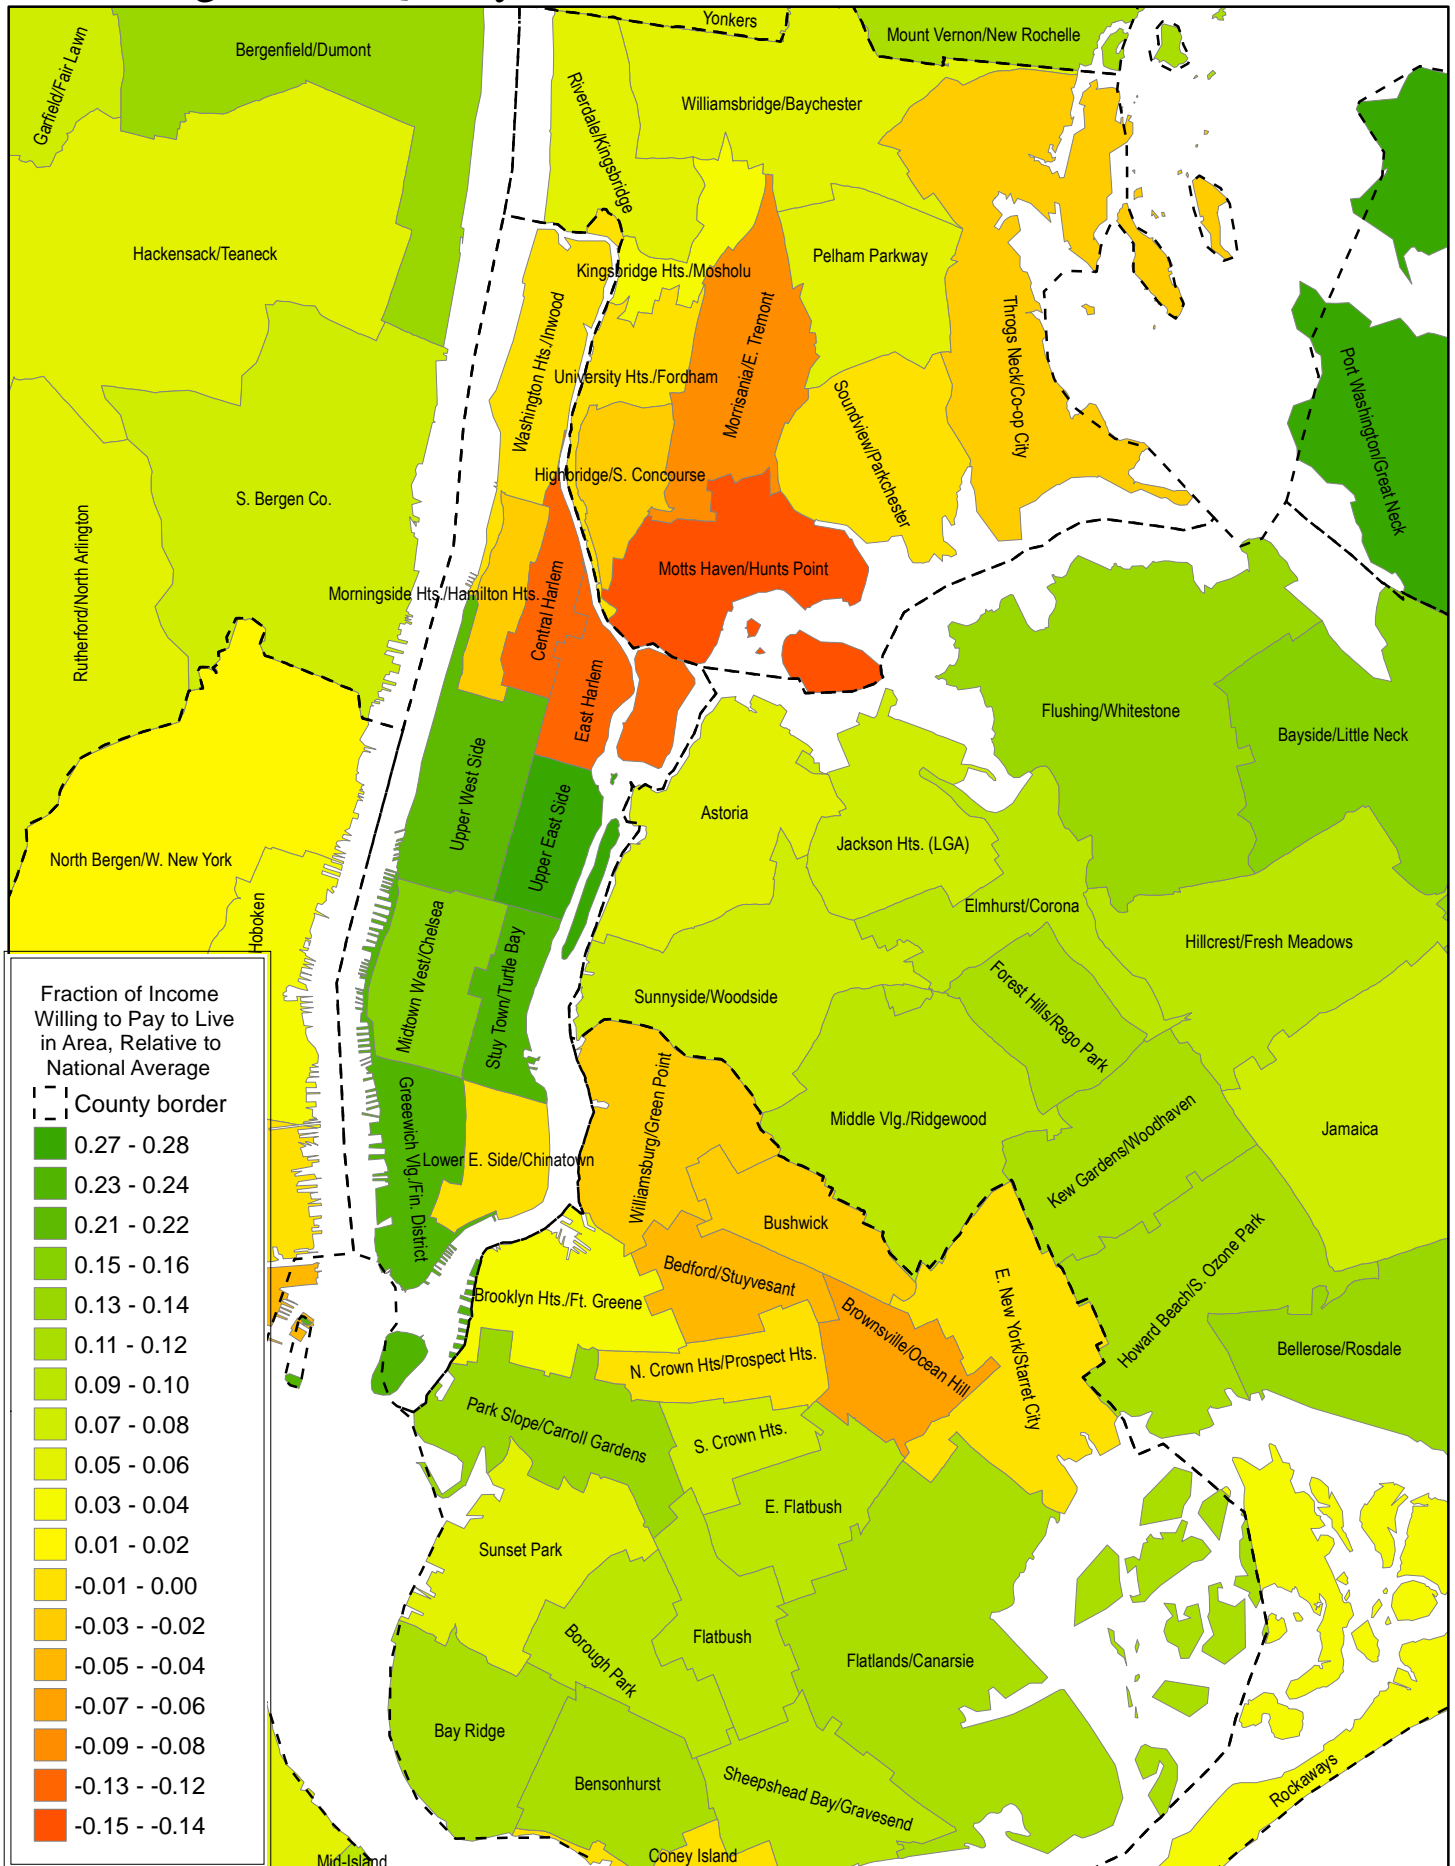 Yonkers
Mount Vernon/New Rochelle
Bergenfield/Dumont
Garfield/Fair Lawn
Riverdale/Kingsbridge
Williamsbridge/Baychester
Hackensack/Teaneck
Kingsbridge Hts./Mosholu
Pelham Parkway
Washington Hts./Inwood
University Hts./Fordham
Morrisania/E. Tremont
Throgs Neck/Co-op City
Port Washington/Great Neck
Soundview/Parkchester
Highbridge/S. Concourse
S. Bergen Co.
Rutherford/North Arlington
Morningside Hts./Hamilton Hts.
Central Harlem
Motts Haven/Hunts Point
East Harlem
Flushing/Whitestone
Bayside/Little Neck
Upper West Side
Upper East Side
Astoria
Jackson Hts. (LGA)
North Bergen/W. New York
Hoboken
Elmhurst/Corona
Hillcrest/Fresh Meadows
Midtown West/Chelsea
Stuy Town/Turtle Bay
Sunnyside/Woodside
Forest Hills/Rego Park
Williamsburg/Green Point
Middle Vlg./Ridgewood
Kew Gardens/Woodhaven
Jamaica
Greeewich Vlg./Fin. District
Lower E. Side/Chinatown
Bushwick
Bedford/Stuyvesant
Howard Beach/S. Ozone Park
Brooklyn Hts./Ft. Greene
Brownsville/Ocean Hill
E. New York/Starret City
Bellerose/Rosdale
N. Crown Hts/Prospect Hts.
Park Slope/Carroll Gardens
S. Crown Hts.
E. Flatbush
Sunset Park
Borough Park
Flatbush
Flatlands/Canarsie
Bay Ridge
Bensonhurst
Sheepshead Bay/Gravesend
Rockaways
Coney Island
Mid-Island
Fraction of Income
Willing to Pay to Live
in Area, Relative to
National Average
County border
0.27 - 0.28
0.23 - 0.24
0.21 - 0.22
0.15 - 0.16
0.13 - 0.14
0.11 - 0.12
0.09 - 0.10
0.07 - 0.08
0.05 - 0.06
0.03 - 0.04
0.01 - 0.02
-0.01 - 0.00
-0.03 - -0.02
-0.05 - -0.04
-0.07 - -0.06
-0.09 - -0.08
-0.13 - -0.12
-0.15 - -0.14